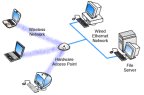 Wireless
Network
Wired
Ethernet
Network
Hardware
Access Point
File
Server